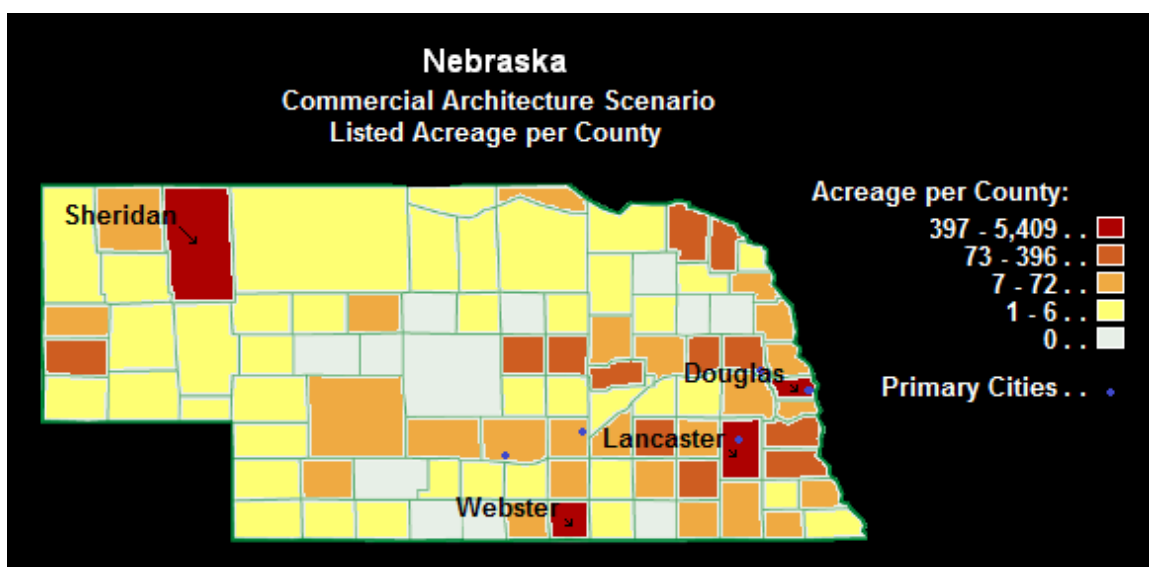 Nebraska
Commercial Architecture Scenario
Listed Acreage per County
Acreage per County:
397 - 5,409 . .
73 - 396 . .
7 - 72 . .
1 - 6 . .
0 . .
Primary Cities . .
Sheridan
Douglas
Lancaster
Webster